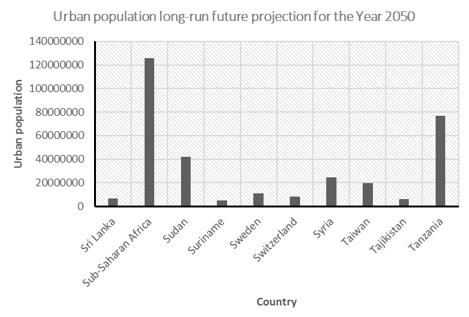 Urban population long-run future projection for the Year 2050
140000000
120000000
100000000
80000000
60000000
40000000
20000000
0
Urban population
Sri Lanka
Sub-Saharan Africa
Sudan
Suriname
Sweden
Switzerland
Syria
Taiwan
Tajikistan
Tanzania
Country